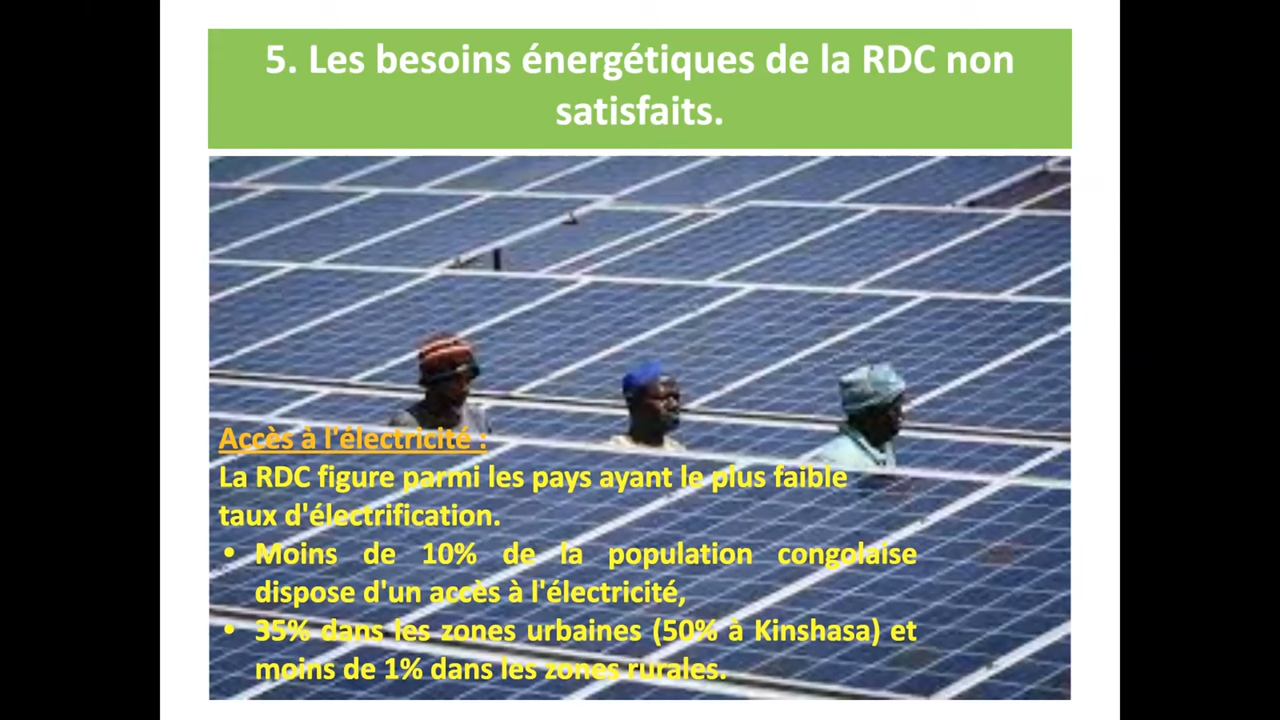 5. Les besoins énergétiques de la RDC non
satisfaits.
Accès à l'électricité :
La RDC figure parmi les pays ayant le plus faible
taux d'électrification.
• Moins de 10% de la population congolaise
dispose d'un accès à l'électricité,
• 35% dans les zones urbaines (50% à Kinshasa) et
moins de 1% dans les zones rurales.